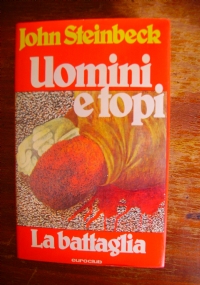 John Steinbeck
Uomini
e topi
La battaglia
euroclub